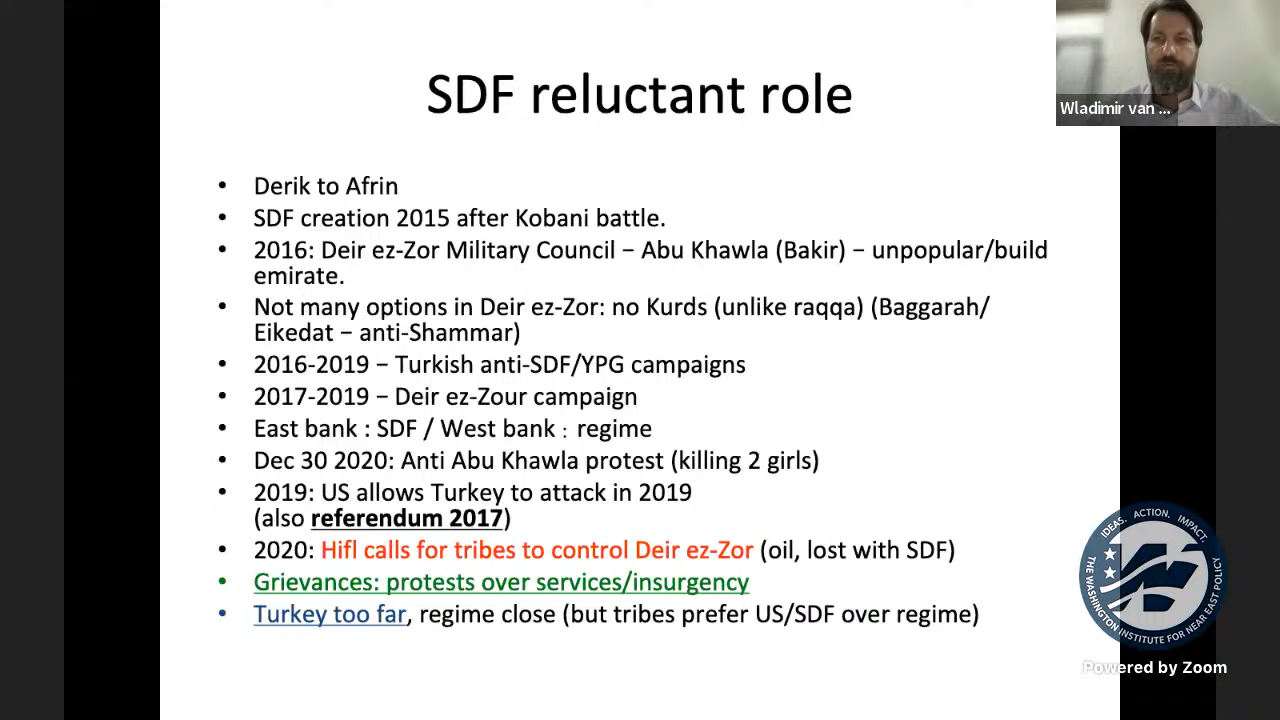 SDF reluctant role
Wladimir van ...
• Derik to Afrin
• SDF creation 2015 after Kobani battle.
• 2016: Deir ez-Zor Military Council – Abu Khawla (Bakir) – unpopular/build
emirate.
• Not many options in Deir ez-Zor: no Kurds (unlike raqqa) (Baggarah/
Eikedat – anti-Shammar)
• 2016-2019 – Turkish anti-SDF/YPG campaigns
• 2017-2019 – Deir ez-Zour campaign
• East bank : SDF / West bank : regime
• Dec 30 2020: Anti Abu Khawla protest (killing 2 girls)
• 2019: US allows Turkey to attack in 2019
(also referendum 2017)
• 2020: Hifl calls for tribes to control Deir ez-Zor (oil, lost with SDF)
• Grievances: protests over services/insurgency
• Turkey too far, regime close (but tribes prefer US/SDF over regime)
IDEAS. ACTION. IMPACT.
THE WASHINGTON INSTITUTE FOR NEAR EAST POLICY
Powered by Zoom